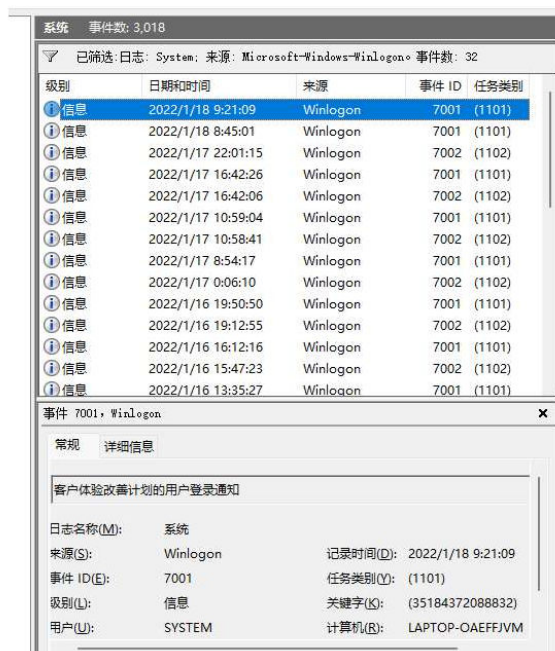 系统 事件数: 3,018
已筛选:日志: System; 来源: Microsoft-Windows-Winlogon。事件数: 32
级别 日期和时间 来源 事件 ID 任务类别
信息 2022/1/18 9:21:09 Winlogon 7001 (1101)
信息 2022/1/18 8:45:01 Winlogon 7001 (1101)
信息 2022/1/17 22:01:15 Winlogon 7002 (1102)
信息 2022/1/17 16:42:26 Winlogon 7001 (1101)
信息 2022/1/17 16:42:06 Winlogon 7002 (1102)
信息 2022/1/17 10:59:04 Winlogon 7001 (1101)
信息 2022/1/17 10:58:41 Winlogon 7002 (1102)
信息 2022/1/17 8:54:17 Winlogon 7001 (1101)
信息 2022/1/17 0:06:10 Winlogon 7002 (1102)
信息 2022/1/16 19:50:50 Winlogon 7001 (1101)
信息 2022/1/16 19:12:55 Winlogon 7002 (1102)
信息 2022/1/16 16:12:16 Winlogon 7001 (1101)
信息 2022/1/16 15:47:23 Winlogon 7002 (1102)
信息 2022/1/16 13:35:27 Winlogon 7001 (1101)
事件 7001，Winlogon
常规 详细信息
客户体验改善计划的用户登录通知
日志名称(M): 系统
来源(S): Winlogon 记录时间(D): 2022/1/18 9:21:09
事件 ID(E): 7001 任务类别(Y): (1101)
级别(L): 信息 关键字(K): (35184372088832)
用户(U): SYSTEM 计算机(R): LAPTOP-OAEFFJVM